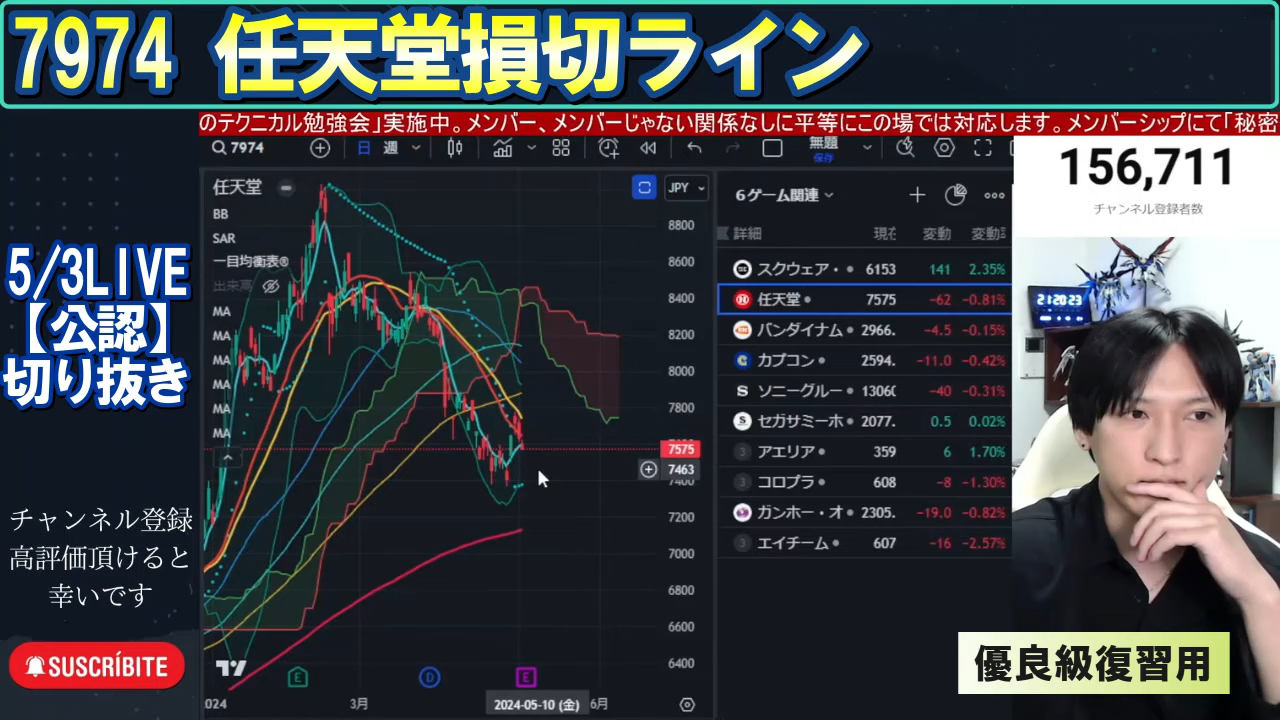 7974 任天堂損切ライン
のテクニカル勉強会」実施中。メンバー、メンバーじゃない関係なしに平等にこの場では対応します。メンバーシップにて「秘密
7974
日 週
無題
保存
156,711
チャンネル登録者数
任天堂
JPY
BB
SAR
一目均衡表
出来高
MA
MA
MA
MA
MA
MA
8800
8600
8400
8200
8000
7800
7575
7463
7400
7200
7000
6800
6600
6400
6ゲーム関連
詳細 現在 変動 変動
スクウェア・ 6153 141 2.35%
任天堂 7575 −62 −0.81%
バンダイナム 2966. −4.5 −0.15%
カプコン 2594. −11.0 −0.42%
ソニーグルー 13060 −40 −0.31%
セガサミーホ 2077. 0.5 0.02%
アエリア 359 6 1.70%
コロプラ 608 −8 −1.30%
ガンホー・オ 2305. −19.0 −0.82%
エイチーム 607 −16 −2.57%
21:20:23
5/3LIVE
【公認】
切り抜き
チャンネル登録
高評価頂けると
幸いです
SUSCRÍBITE
E D E
2024 3月 2024-05-10 (金) 6月
優良級復習用